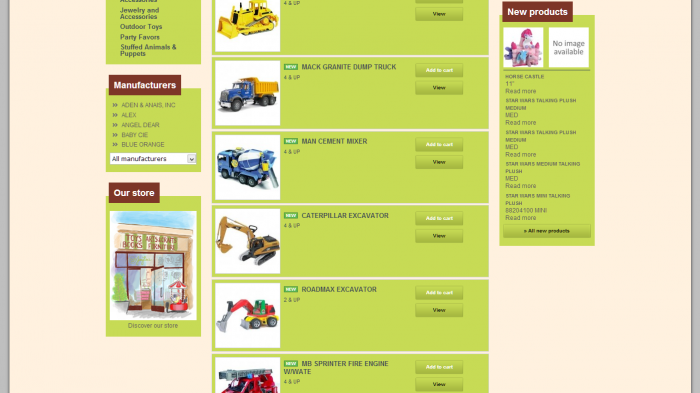 Accessories
Jewelry and
Accessories
Outdoor Toys
Party Favors
Stuffed Animals &
Puppets
Manufacturers
ADEN & ANAIS, INC
ALEX
ANGEL DEAR
BABY CIE
BLUE ORANGE
All manufacturers
Our store
TOYS
BOOKS FURNITURE
Discover our store
4 & UP
View
NEW MACK GRANITE DUMP TRUCK
4 & UP
Add to cart
View
NEW MAN CEMENT MIXER
4 & UP
Add to cart
View
NEW CATERPILLAR EXCAVATOR
4 & UP
Add to cart
View
NEW ROADMAX EXCAVATOR
2 & UP
Add to cart
View
NEW MB SPRINTER FIRE ENGINE
W/WATE
4 & UP
Add to cart
View
New products
No image
available
HORSE CASTLE
11"
Read more
STAR WARS TALKING PLUSH
MEDIUM
MED
Read more
STAR WARS TALKING PLUSH
MEDIUM
MED
Read more
STAR WARS MEDIUM TALKING
PLUSH
MED
Read more
STAR WARS MINI TALKING
PLUSH
88204100 MINI
Read more
» All new products